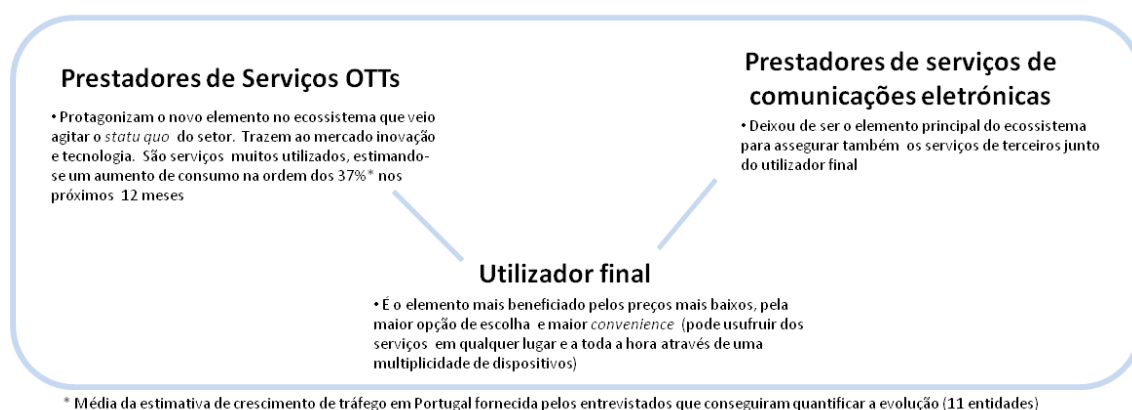 Prestadores de Serviços OTTs
• Protagonizam o novo elemento no ecossistema que veio
agitar o statu quo do setor. Trazem ao mercado inovação
e tecnologia. São serviços muitos utilizados, estimando-
se um aumento de consumo na ordem dos 37%* nos
próximos 12 meses
Prestadores de serviços de
comunicações eletrónicas
• Deixou de ser o elemento principal do ecossistema
para assegurar também os serviços de terceiros junto
do utilizador final
Utilizador final
• É o elemento mais beneficiado pelos preços mais baixos, pela
maior opção de escolha e maior convenience (pode usufruir dos
serviços em qualquer lugar e a toda a hora através de uma
multiplicidade de dispositivos)
* Média da estimativa de crescimento de tráfego em Portugal fornecida pelos entrevistados que conseguiram quantificar a evolução (11 entidades)